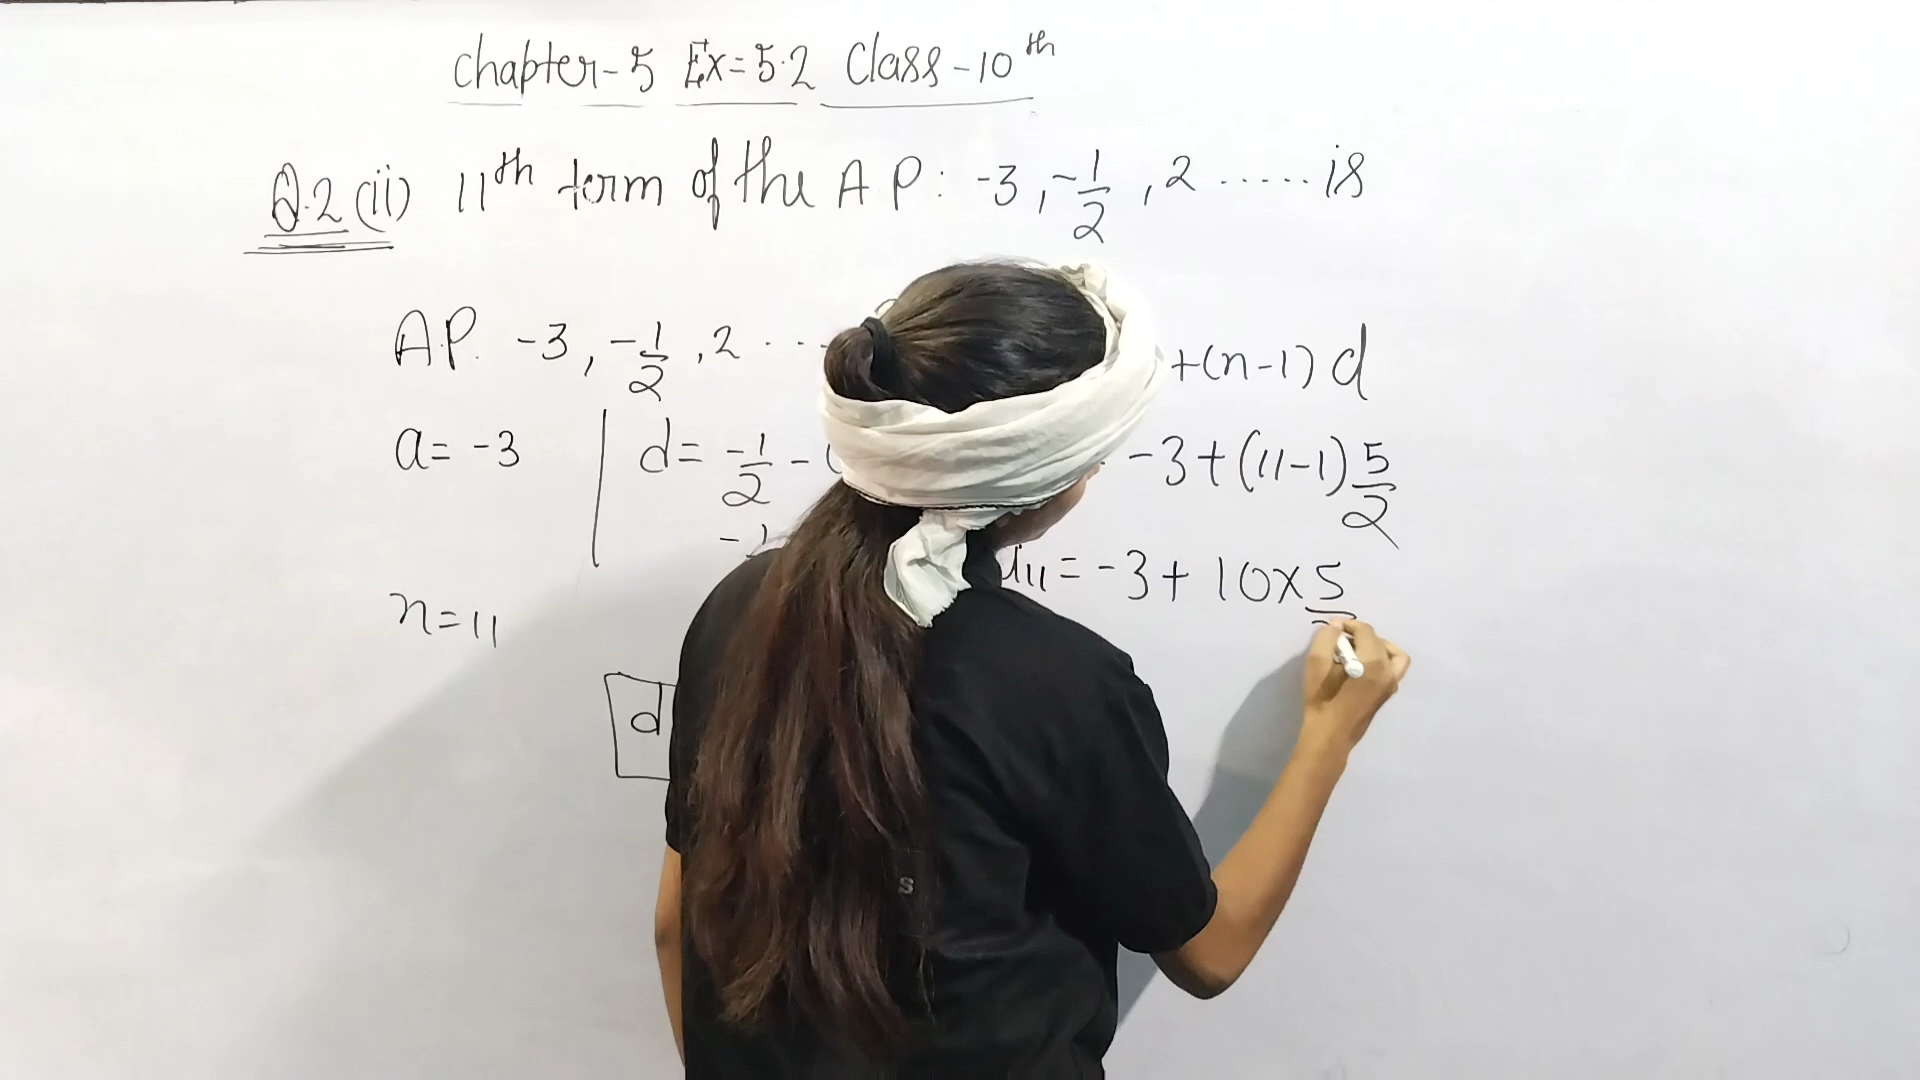 Chapter-5 Ex=5.2 Class-10th
Q.2(ii) 11th term of the A P: -3, -1/2, 2 ..... is
A.P. -3, -1/2, 2 ...
+(n-1) d
a= -3
d= -1/2 - (
-3+(11-1) 5/2
-1
a11= -3+ 10×5
n=11
d
S